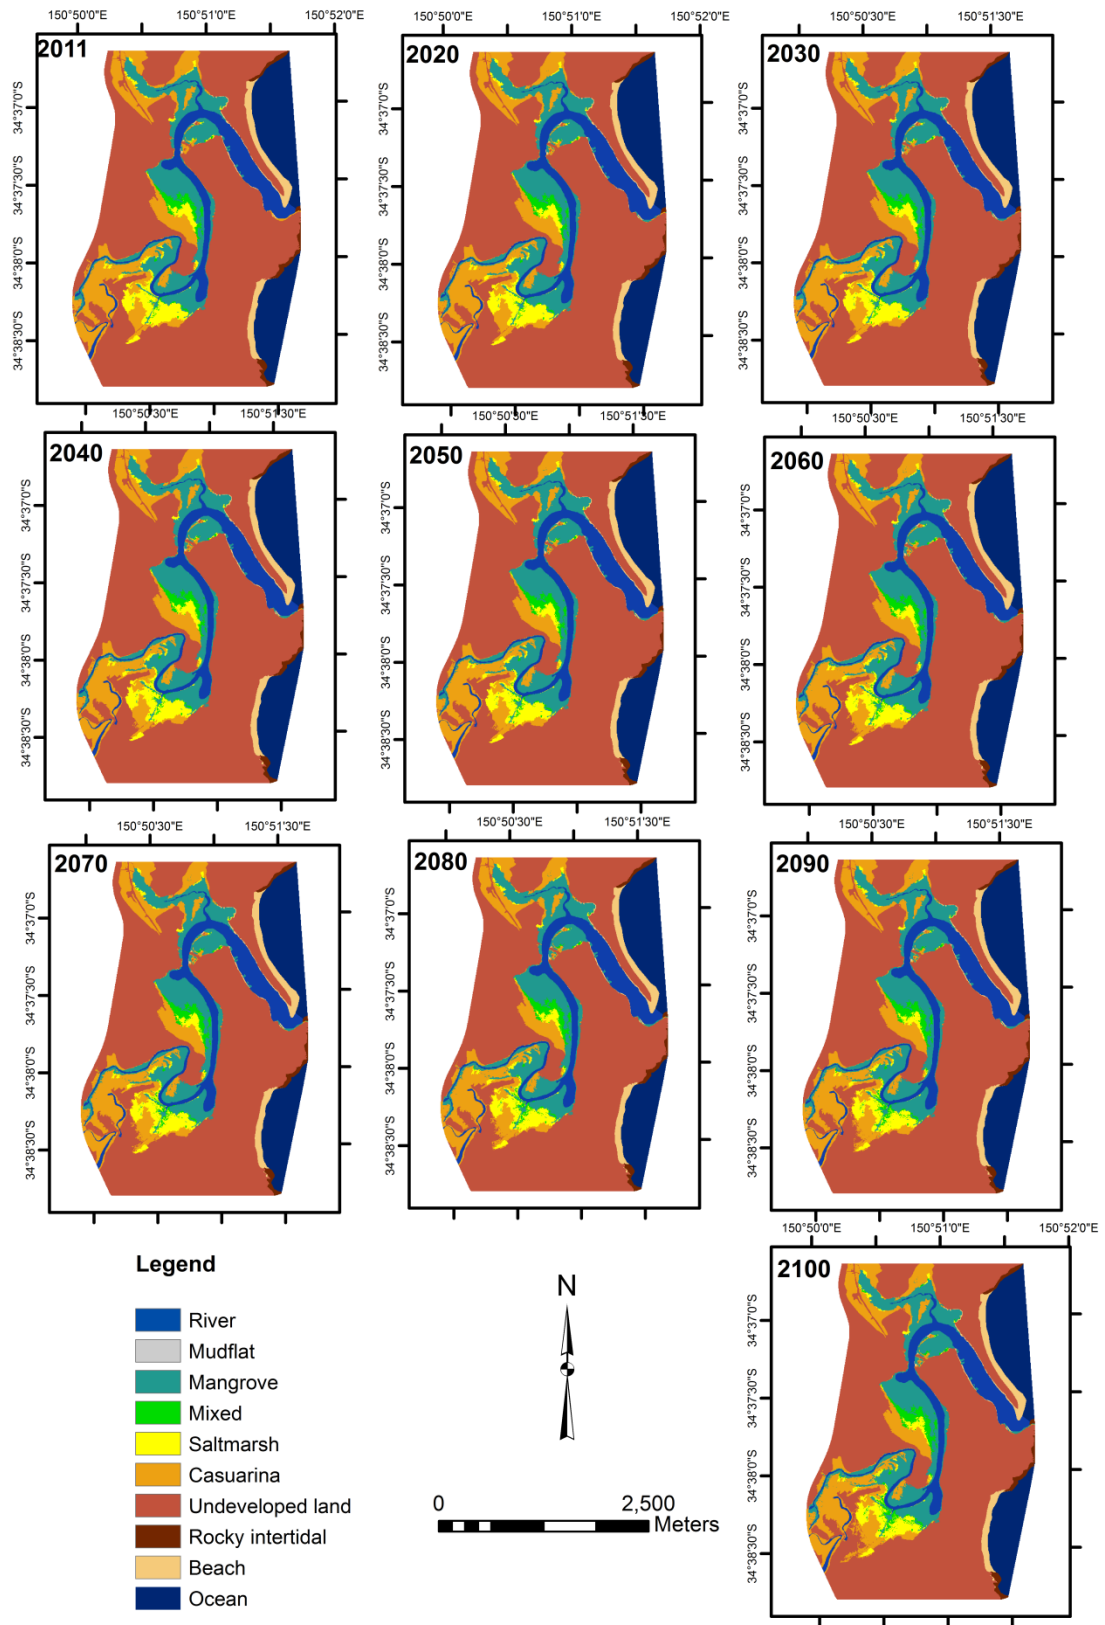 150°50'0"E 150°51'0"E 150°52'0"E
150°50'0"E 150°51'0"E 150°52'0"E
150°50'30"E 150°51'30"E
2011
2020
2030
34°37'0"S
34°37'30"S
34°38'0"S
34°38'30"S
34°37'0"S
34°37'30"S
34°38'0"S
34°38'30"S
34°37'0"S
34°37'30"S
34°38'0"S
34°38'30"S
150°50'30"E 150°51'30"E
150°50'30"E 150°51'30"E
150°50'30"E 150°51'30"E
2040
2050
2060
34°37'0"S
34°37'30"S
34°38'0"S
34°38'30"S
34°37'0"S
34°37'30"S
34°38'0"S
34°38'30"S
34°37'0"S
34°37'30"S
34°38'0"S
34°38'30"S
150°50'30"E 150°51'30"E
150°50'30"E 150°51'30"E
150°50'30"E 150°51'30"E
2070
2080
2090
34°37'0"S
34°37'30"S
34°38'0"S
34°38'30"S
34°37'0"S
34°37'30"S
34°38'0"S
34°38'30"S
34°37'0"S
34°37'30"S
34°38'0"S
34°38'30"S
150°50'0"E 150°51'0"E 150°52'0"E
2100
34°37'0"S
34°37'30"S
34°38'0"S
34°38'30"S
Legend
River
Mudflat
Mangrove
Mixed
Saltmarsh
Casuarina
Undeveloped land
Rocky intertidal
Beach
Ocean
N
0 2,500
Meters